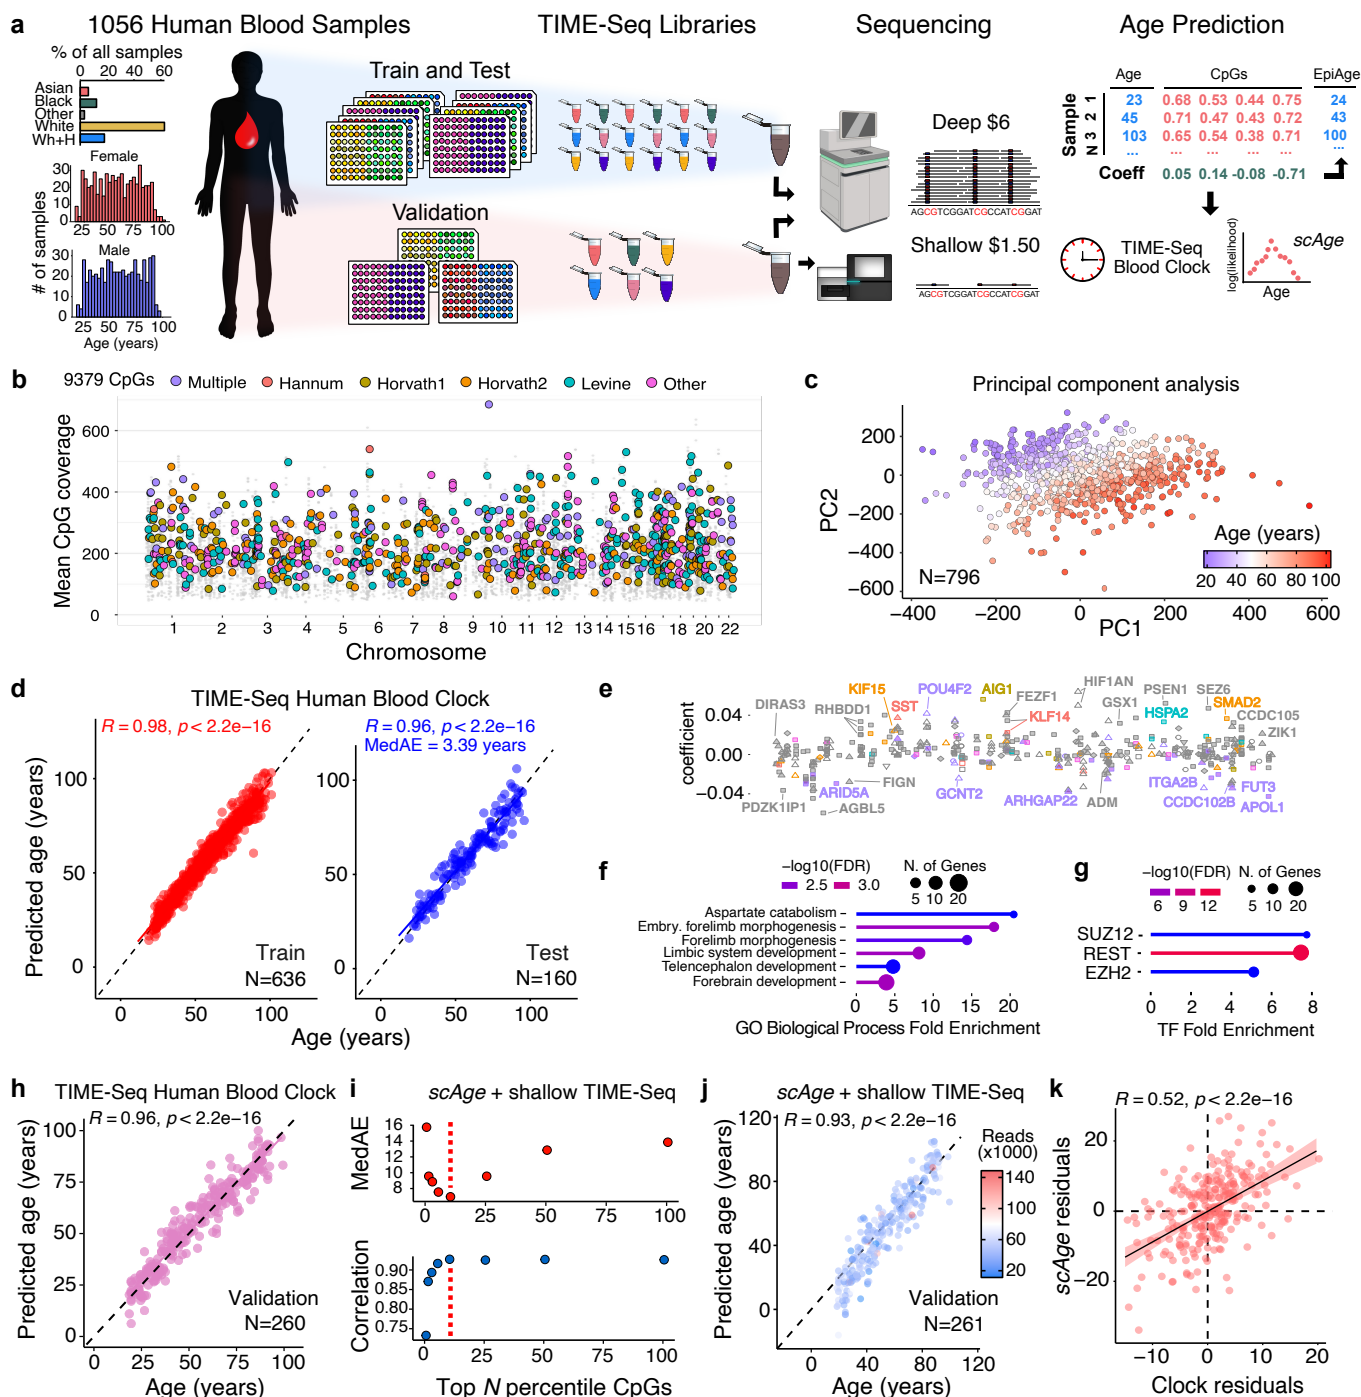 a
1056 Human Blood Samples
TIME-Seq Libraries
Sequencing
Age Prediction
% of all samples
0 20 40 60
Asian
Black
Other
White
Wh+H
Female
30
20
10
0
25 50 75 100
Male
30
20
10
0
25 50 75 100
# of samples
Age (years)
Train and Test
Validation
Deep $6
AGCGTCGGATCGCCATCGGAT
Shallow $1.50
AGCGTCGGATCGCCATCGGAT
Age CpGs EpiAge
Sample
1 23 0.68 0.53 0.44 0.75 24
2 45 0.71 0.47 0.43 0.72 43
N 3 103 0.65 0.54 0.38 0.71 100
... ... ... ... ... ...
Coeff 0.05 0.14 -0.08 -0.71
TIME-Seq
Blood Clock
scAge
log(likelihood)
Age
b
9379 CpGs Multiple Hannum Horvath1 Horvath2 Levine Other
Mean CpG coverage
600
400
200
0
1 2 3 4 5 6 7 8 9 10 11 12 13 14 15 16 18 20 22
Chromosome
c
Principal component analysis
PC2
200
0
−200
−400
−600
N=796
Age (years)
20 40 60 80 100
−400 −200 0 200 400 600
PC1
d
TIME-Seq Human Blood Clock
R = 0.98, p < 2.2e−16
R = 0.96, p < 2.2e−16
MedAE = 3.39 years
Predicted age (years)
100
50
0
100
50
0
Train
N=636
Test
N=160
0 50 100
0 50 100
Age (years)
e
coefficient
0.04
0.00
−0.04
DIRAS3
RHBDD1
KIF15
SST
POU4F2
AIG1
FEZF1
KLF14
HIF1AN
GSX1
PSEN1
HSPA2
SEZ6
SMAD2
CCDC105
ZIK1
PDZK1IP1
ARID5A
AGBL5
FIGN
GCNT2
ARHGAP22
ADM
ITGA2B
CCDC102B
FUT3
APOL1
f
−log10(FDR)
2.5 3.0
N. of Genes
5 10 20
Aspartate catabolism
Embry. forelimb morphogenesis
Forelimb morphogenesis
Limbic system development
Telencephalon development
Forebrain development
0 5 10 15 20
GO Biological Process Fold Enrichment
g
−log10(FDR)
6 9 12
N. of Genes
5 10 20
SUZ12
REST
EZH2
0 2 4 6 8
TF Fold Enrichment
h
TIME-Seq Human Blood Clock
R = 0.96, p < 2.2e−16
Predicted age (years)
100
75
50
25
0
Validation
N=260
0 25 50 75 100
Age (years)
i
scAge + shallow TIME-Seq
MedAE
16
14
12
10
8
0 25 50 75 100
Correlation
0.90
0.85
0.80
0.75
0 25 50 75 100
Top N percentile CpGs
j
scAge + shallow TIME-Seq
R = 0.93, p < 2.2e−16
Predicted age (years)
120
80
40
0
Reads
(x1000)
140
100
60
20
Validation
N=261
0 40 80 120
Age (years)
k
R = 0.52, p < 2.2e−16
scAge residuals
20
0
−20
−10 0 10 20
Clock residuals